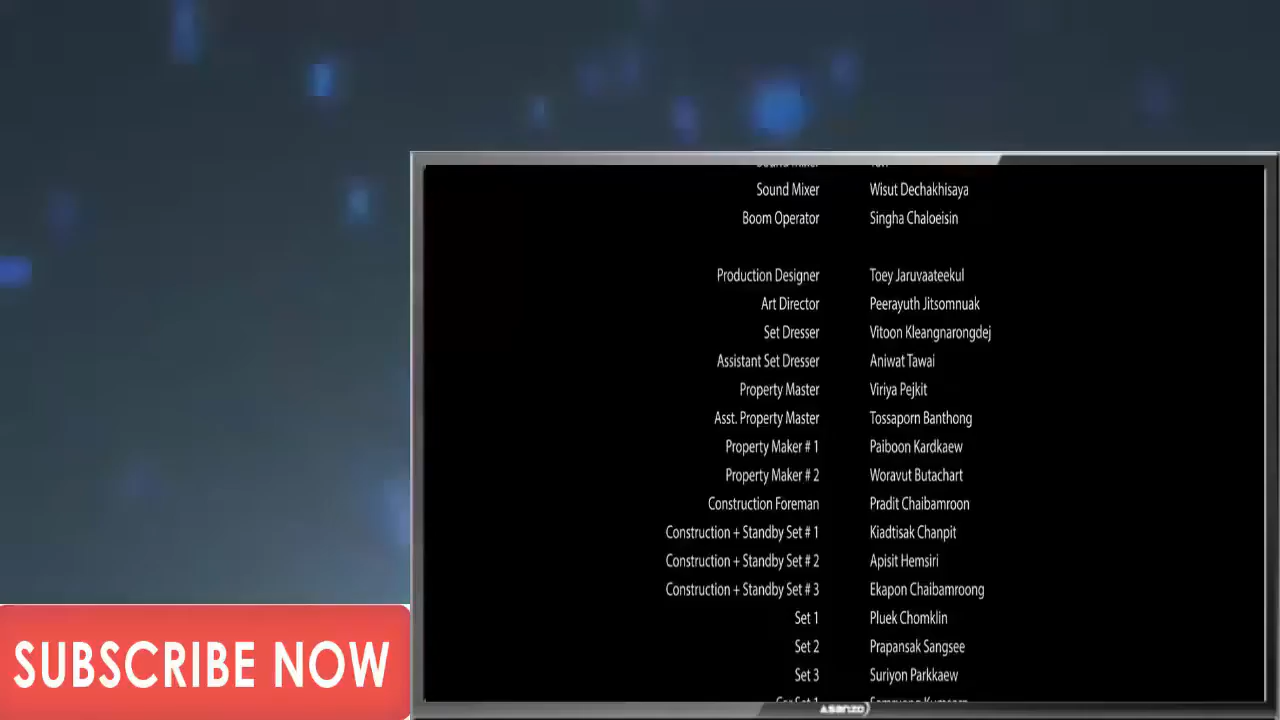 Sound Mixer
Sound Mixer Wisut Dechakhisaya
Boom Operator Singha Chaloeisin
Production Designer Toey Jaruvaateekul
Art Director Peerayuth Jitsomnuak
Set Dresser Vitoon Kleangnarongdej
Assistant Set Dresser Aniwat Tawai
Property Master Viriya Pejkit
Asst. Property Master Tossaporn Banthong
Property Maker # 1 Paiboon Kardkaew
Property Maker # 2 Woravut Butachart
Construction Foreman Pradit Chaibamroon
Construction + Standby Set # 1 Kiadtisak Chanpit
Construction + Standby Set # 2 Apisit Hemsiri
Construction + Standby Set # 3 Ekapon Chaibamroong
Set 1 Pluek Chomklin
Set 2 Prapansak Sangsee
Set 3 Suriyon Parkkaew
SUBSCRIBE NOW
Asanzo